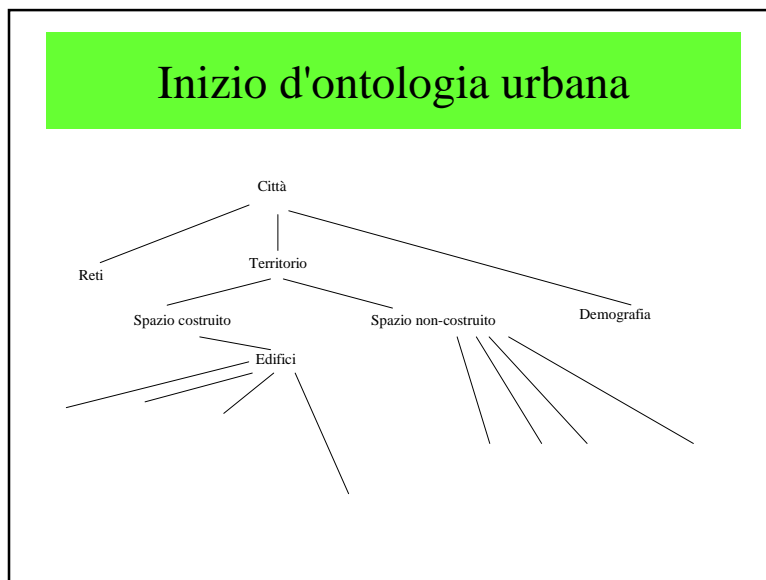 Inizio d'ontologia urbana
Città
Reti
Territorio
Spazio costruito
Spazio non-costruito
Demografia
Edifici